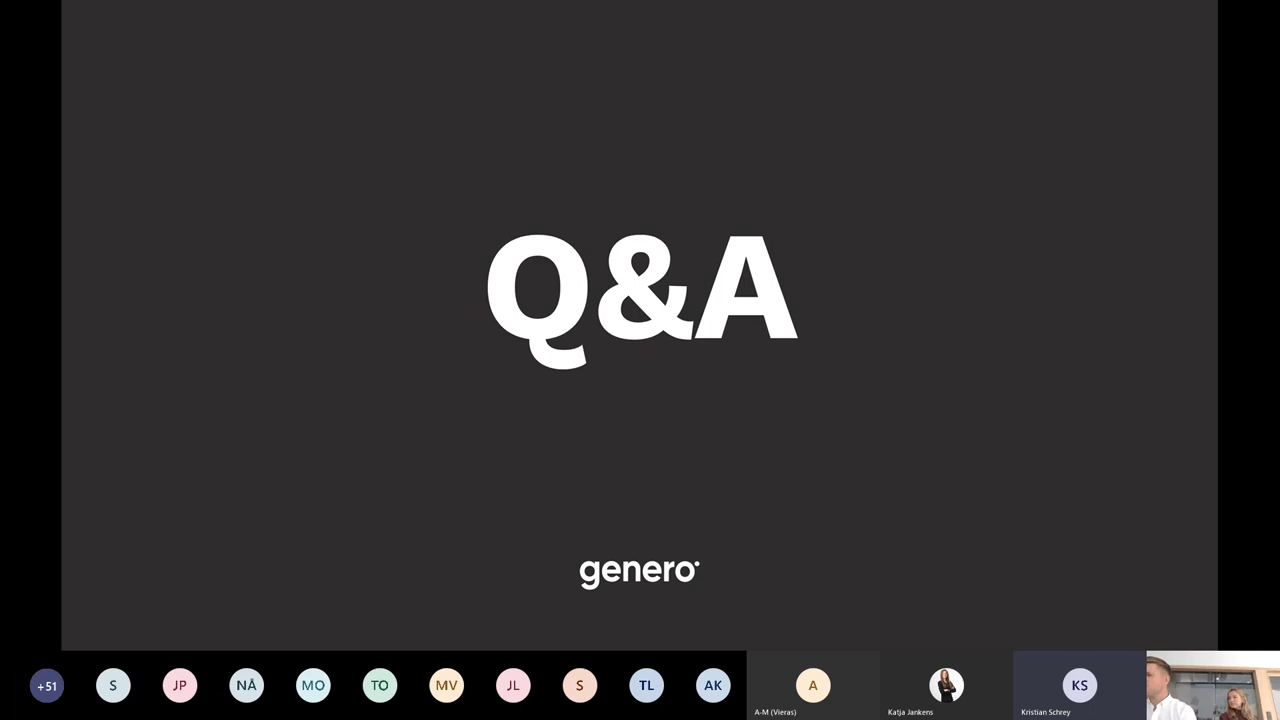 Q&A
genero
+51
S
JP
NÅ
MO
TO
MV
JL
S
TL
AK
A
KS
A-M (Vieras)
Katja Jankens
Kristian Schrey